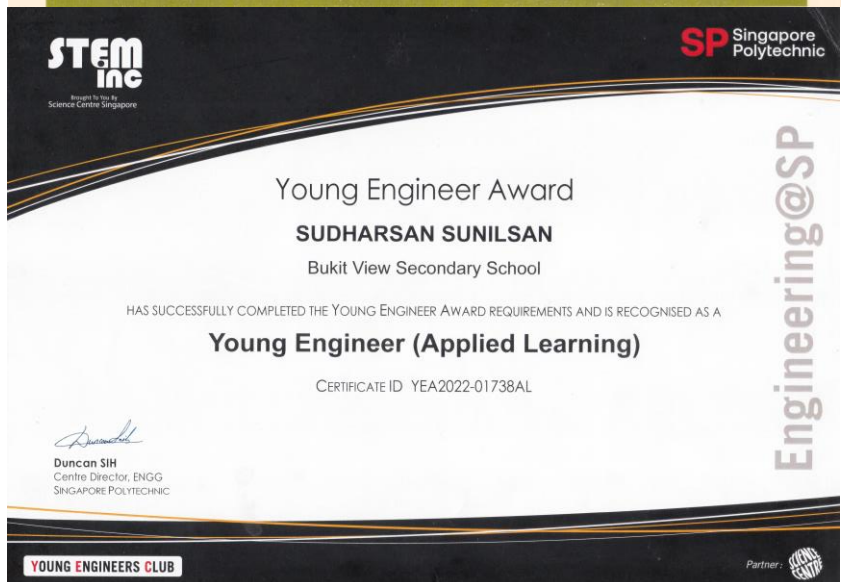 STEM
INC
Brought To You By
Science Centre Singapore
SP Singapore
Polytechnic
Engineering@SP
Young Engineer Award
SUDHARSAN SUNILSAN
Bukit View Secondary School
HAS SUCCESSFULLY COMPLETED THE YOUNG ENGINEER AWARD REQUIREMENTS AND IS RECOGNISED AS A
Young Engineer (Applied Learning)
CERTIFICATE ID YEA2022-01738AL
Duncan SIH
Centre Director, ENGG
SINGAPORE POLYTECHNIC
YOUNG ENGINEERS CLUB
Partner:
SCIENCE
CENTRE